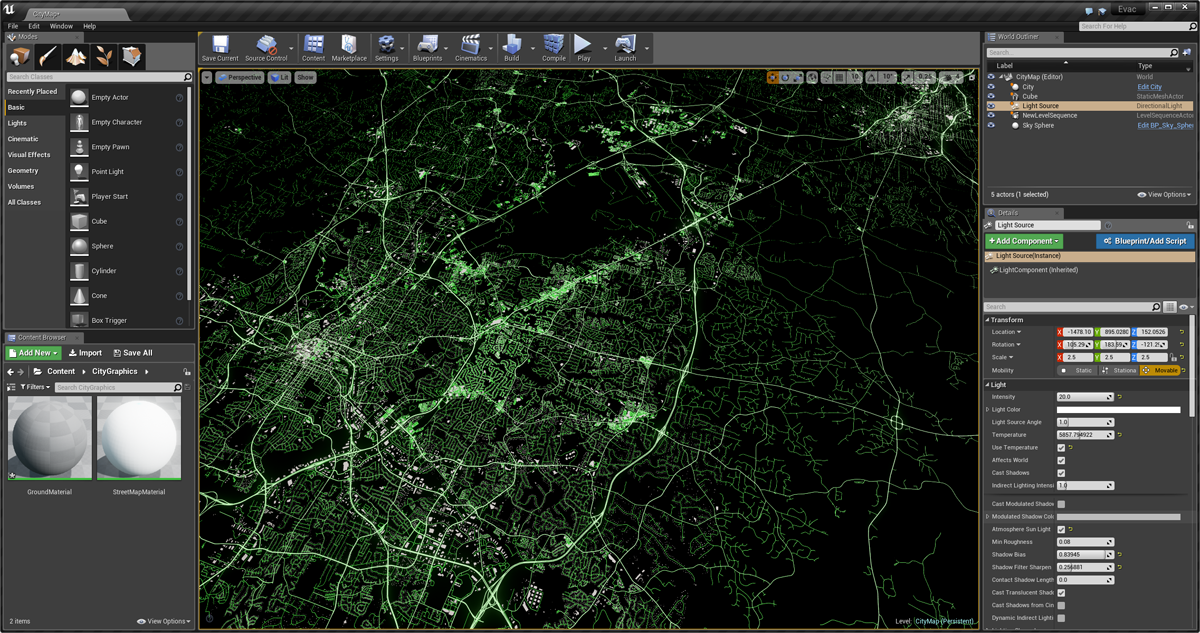 CityMap*
Evac
File Edit Window Help
Search For Help
Modes
Search Classes
Recently Placed
Basic
Lights
Cinematic
Visual Effects
Geometry
Volumes
All Classes
Empty Actor
Empty Character
Empty Pawn
Point Light
Player Start
Cube
Sphere
Cylinder
Cone
Box Trigger
Save Current
Source Control
Content
Marketplace
Settings
Blueprints
Cinematics
Build
Compile
Play
Launch
Perspective
Lit
Show
10
10°
0.25
Level: CityMap (Persistent)
Content Browser
Add New
Import
Save All
Content
CityGraphics
Filters
Search CityGraphics
GroundMaterial
StreetMapMaterial
2 items
View Options
World Outliner
Search...
Label Type
CityMap (Editor) World
City Edit City
Cube StaticMeshActor
Light Source DirectionalLight
NewLevelSequence LevelSequenceActo
Sky Sphere Edit BP_Sky_Sphe
5 actors (1 selected)
View Options
Details
Light Source
+Add Component
Blueprint/Add Script
Light Source(Instance)
LightComponent (Inherited)
Search
Transform
Location X -1478.10 Y 895.0280 Z 152.0526
Rotation X Y Z
Scale X 2.5 Y 2.5 Z 2.5
Mobility Static Stationa Movable
Light
Intensity 20.0
Light Color
Light Source Angle 1.0
Temperature 5857.794922
Use Temperature
Affects World
Cast Shadows
Indirect Lighting Intensi 1.0
Cast Modulated Shadow
Modulated Shadow Colo
Atmosphere Sun Light
Min Roughness 0.08
Shadow Bias 0.83945
Shadow Filter Sharpen 0.256881
Contact Shadow Length 0.0
Cast Translucent Shado
Cast Shadows from Cin
Dynamic Indirect Lighti